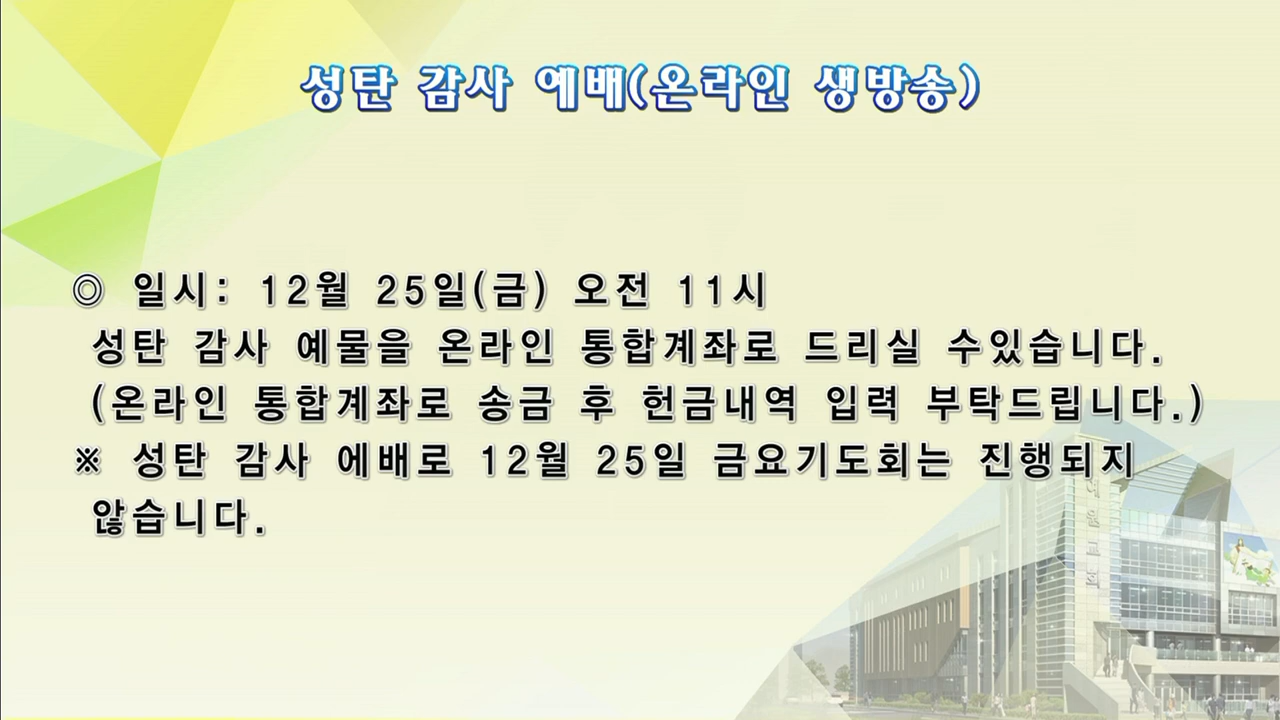 성탄 감사 예배(온라인 생방송)
◎ 일시: 12월 25일(금) 오전 11시
성탄 감사 예물을 온라인 통합계좌로 드리실 수있습니다.
(온라인 통합계좌로 송금 후 헌금내역 입력 부탁드립니다.)
※ 성탄 감사 에배로 12월 25일 금요기도회는 진행되지
않습니다.